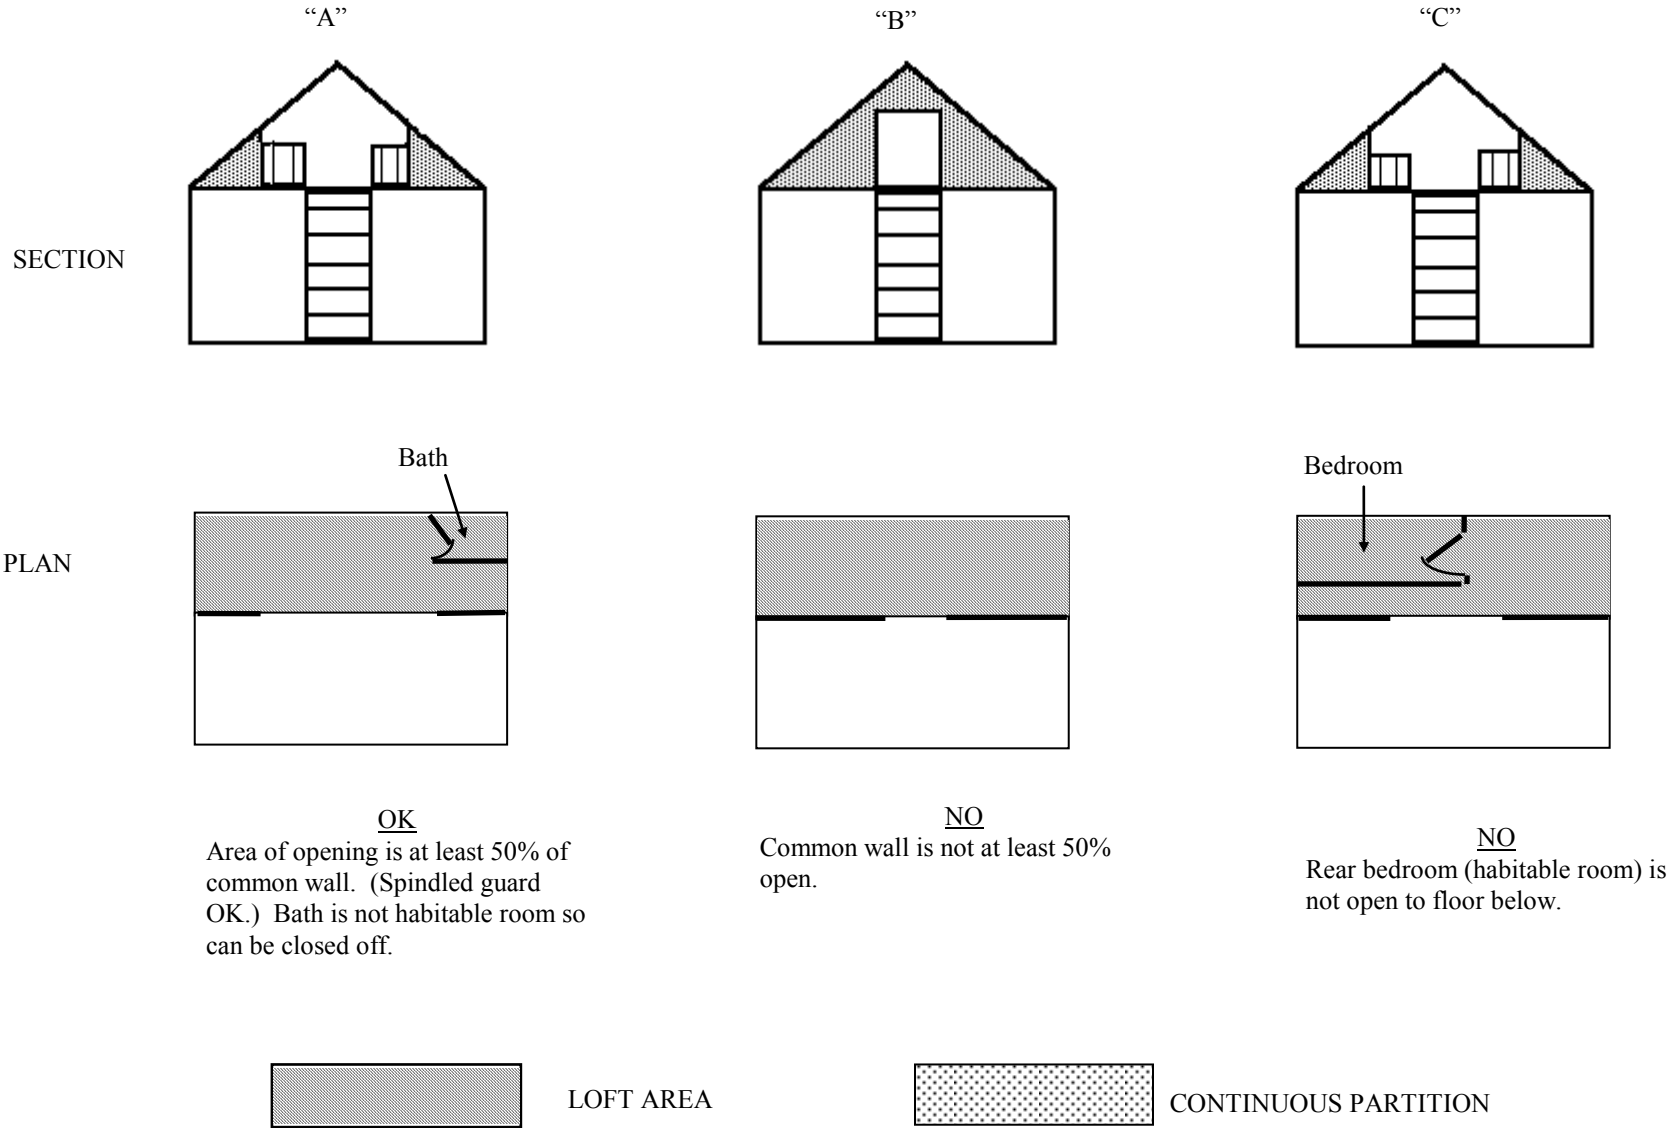 “A”
“B”
“C”
SECTION
Bath
Bedroom
PLAN
OK
Area of opening is at least 50% of
common wall. (Spindled guard
OK.) Bath is not habitable room so
can be closed off.
NO
Common wall is not at least 50%
open.
NO
Rear bedroom (habitable room) is
not open to floor below.
LOFT AREA
CONTINUOUS PARTITION